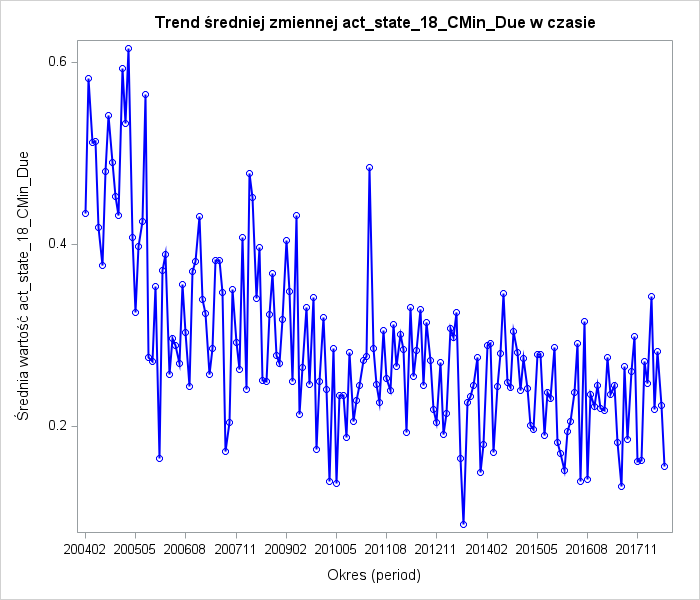 Trend średniej zmiennej act_state_18_CMin_Due w czasie
Średnia wartość act_state_18_CMin_Due
0.6
0.4
0.2
200402 200505 200608 200711 200902 201005 201108 201211 201402 201505 201608 201711
Okres (period)